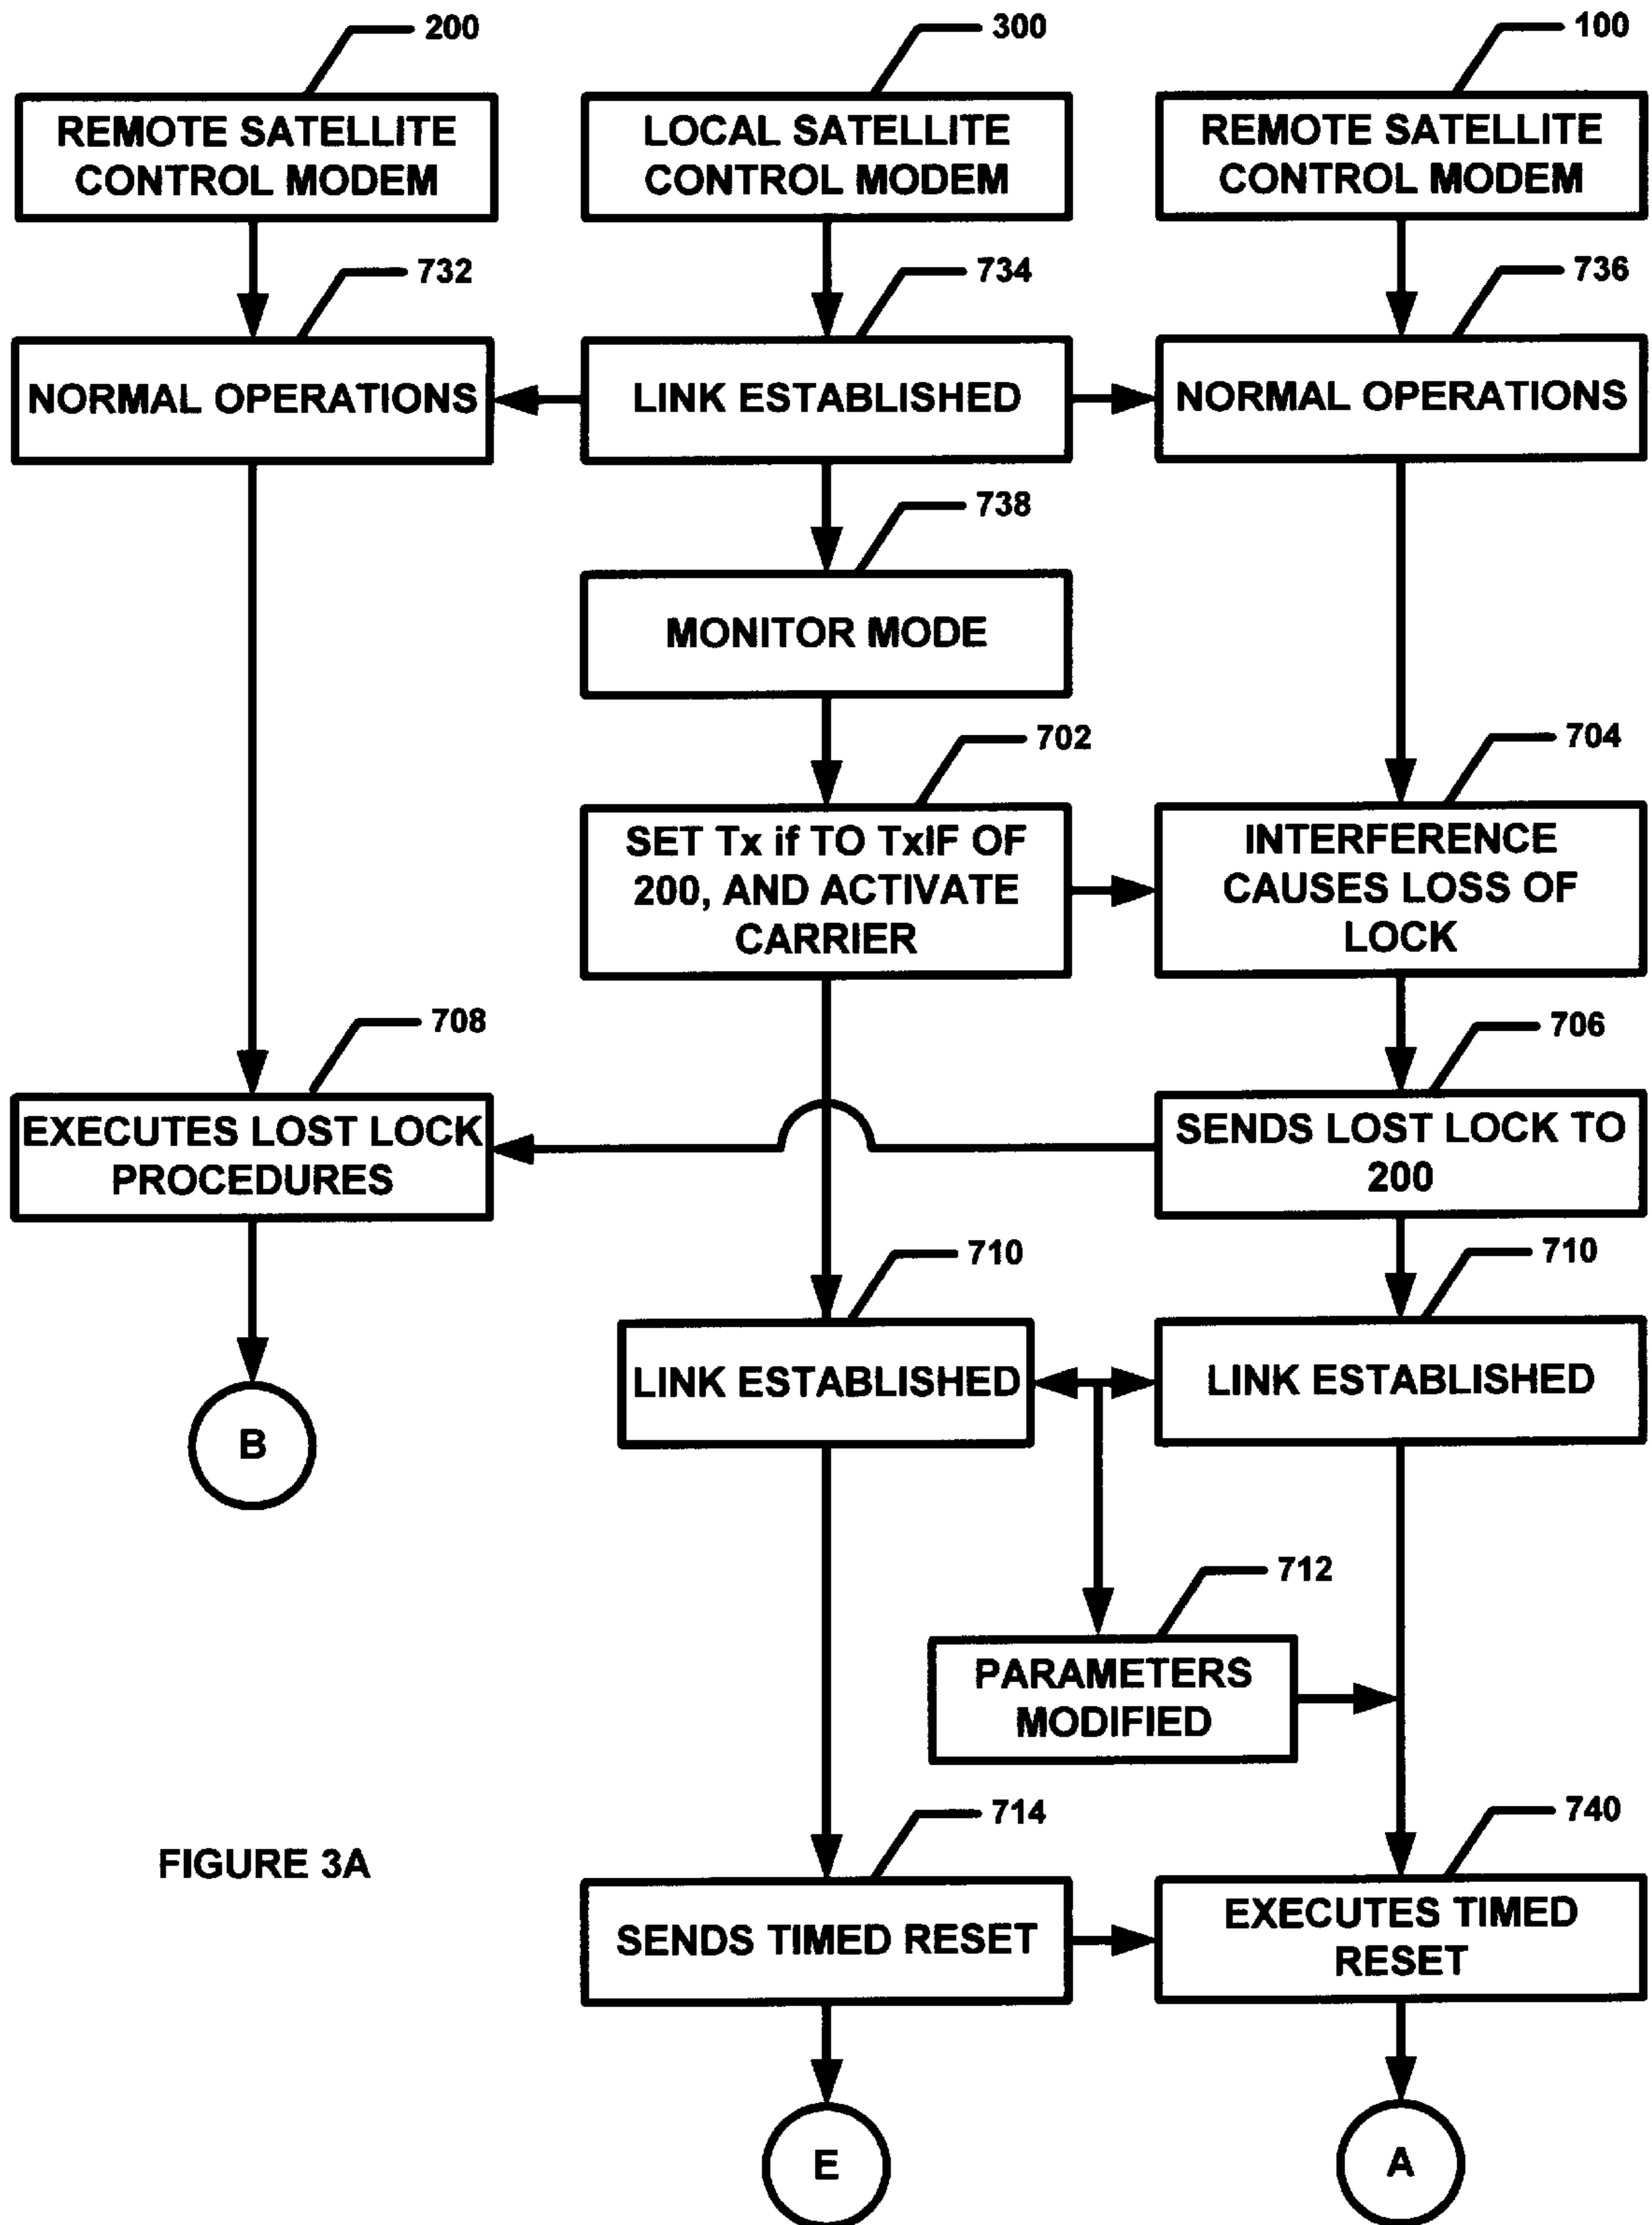 200
300
100
REMOTE SATELLITE
CONTROL MODEM
LOCAL SATELLITE
CONTROL MODEM
REMOTE SATELLITE
CONTROL MODEM
732
734
736
NORMAL OPERATIONS
LINK ESTABLISHED
NORMAL OPERATIONS
738
MONITOR MODE
702
704
SET Tx if TO TxIF OF
200, AND ACTIVATE
CARRIER
INTERFERENCE
CAUSES LOSS OF
LOCK
708
706
EXECUTES LOST LOCK
PROCEDURES
SENDS LOST LOCK TO
200
710
710
LINK ESTABLISHED
LINK ESTABLISHED
B
712
PARAMETERS
MODIFIED
714
740
FIGURE 3A
SENDS TIMED RESET
EXECUTES TIMED
RESET
E
A